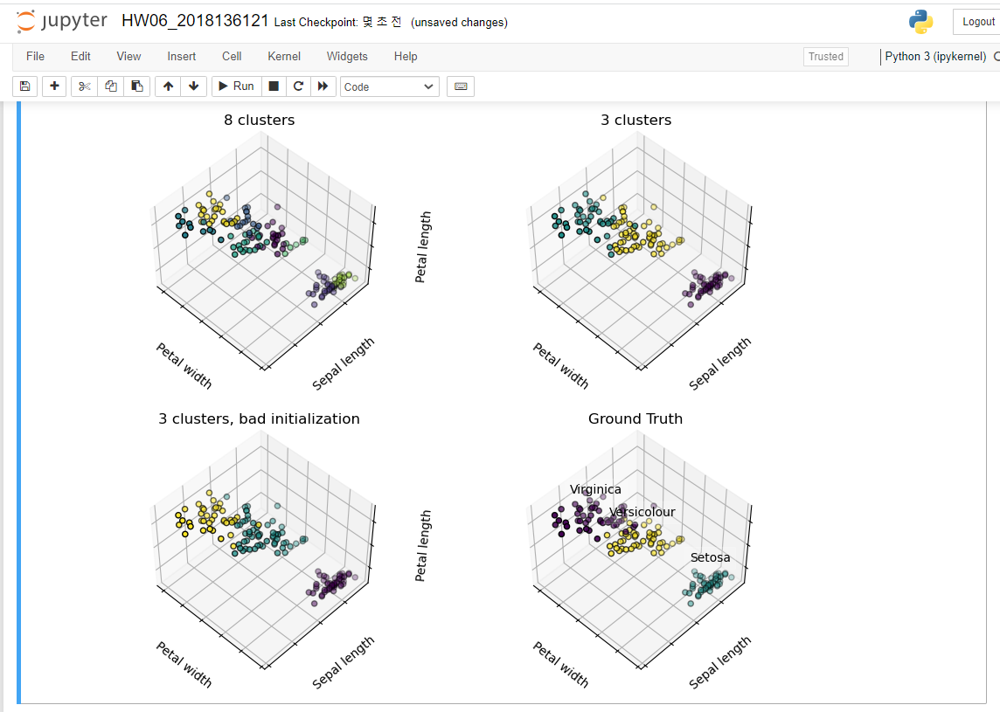 jupyter HW06_2018136121 Last Checkpoint: 몇 초 전 (unsaved changes) Logout
File Edit View Insert Cell Kernel Widgets Help Trusted Python 3 (ipykernel)
Run Code
8 clusters
Petal length
Petal width
Sepal length
3 clusters
Petal width
Sepal length
3 clusters, bad initialization
Petal length
Petal width
Sepal length
Ground Truth
Virginica
Versicolour
Setosa
Petal width
Sepal length